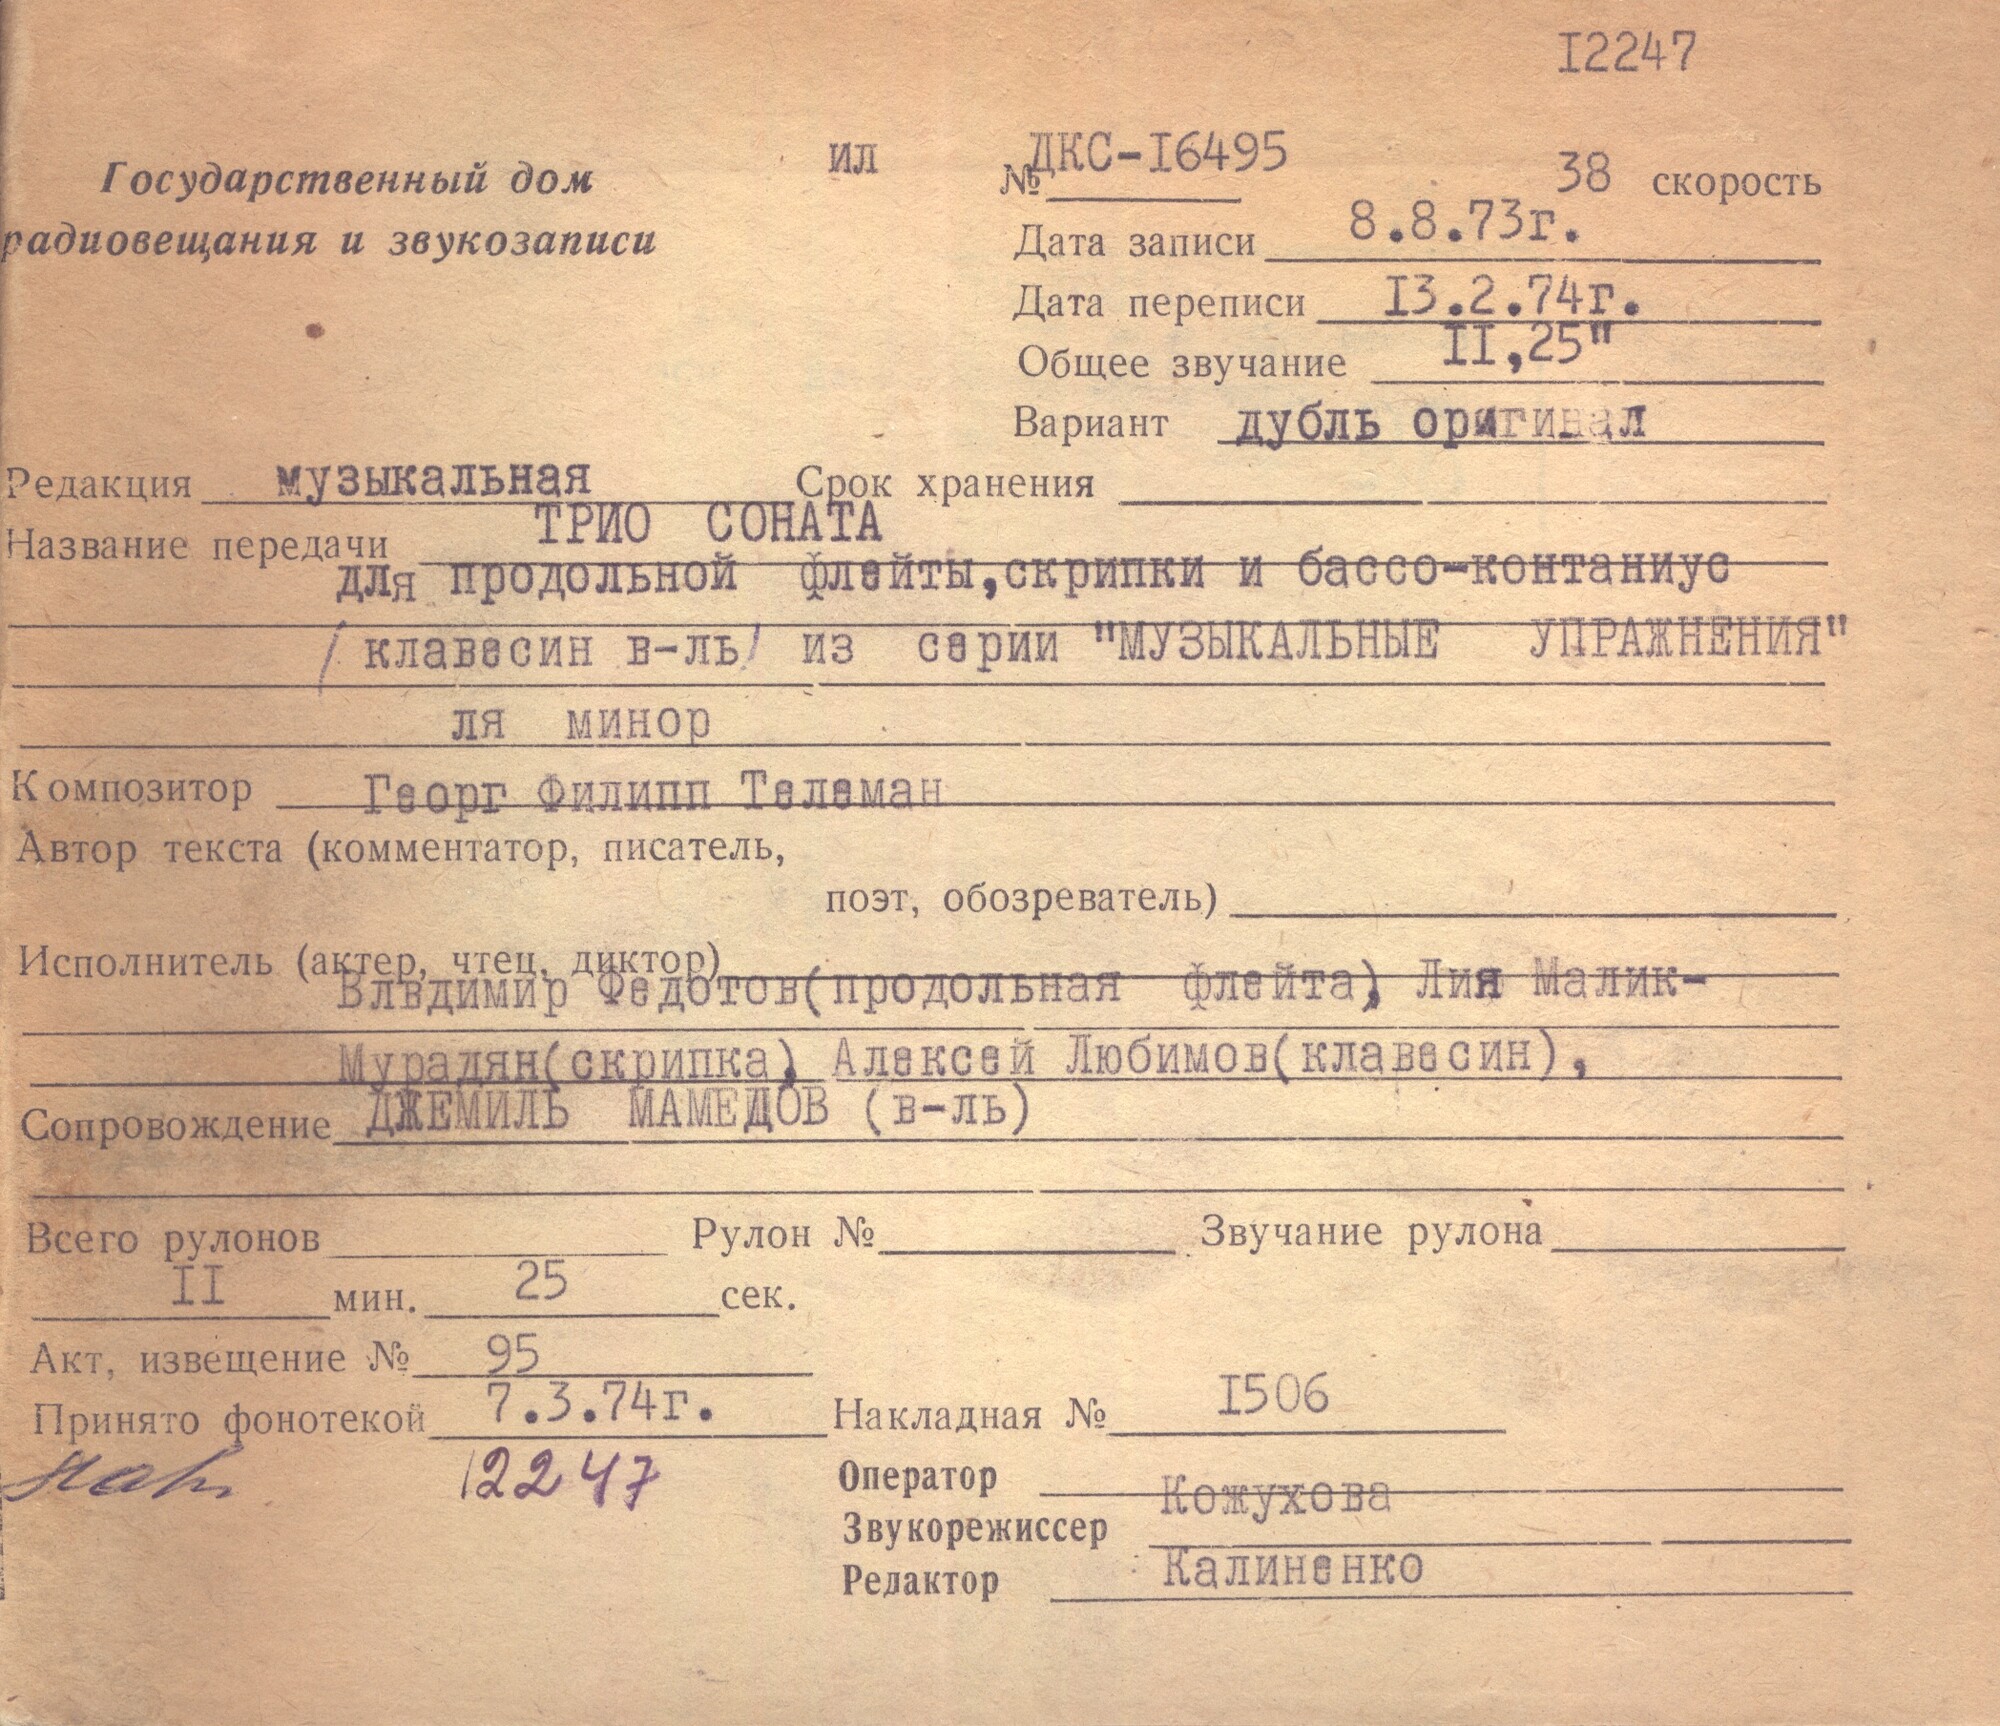 I2247
Государственный дом
радиовещания и звукозаписи
ил
№ ДКС-I6495
38 скорость
Дата записи 8.8.73г.
Дата переписи I3.2.74г.
Общее звучание II,25"
Вариант дубль оригинал
Редакция музыкальная Срок хранения
Название передачи ТРИО СОНАТА
для продольной флейты,скрипки и бассо-контаниус
/ клавесин в-ль/ из серии "МУЗЫКАЛЬНЫЕ УПРАЖНЕНИЯ"
ля минор
Композитор Георг Филипп Телеман
Автор текста (комментатор, писатель,
поэт, обозреватель)
Исполнитель (актер, чтец, диктор)
Влвдимир Федотов(продольная флейта) Лия Малик-
Мурадян(скрипка) Алексей Любимов(клавесин),
Сопровождение ДЖЕМИЛЬ МАМЕДОВ (в-ль)
Всего рулонов Рулон № Звучание рулона
II мин. 25 сек.
Акт, извещение № 95
Принято фонотекой 7.3.74г. Накладная № I506
12247
Оператор
Кожухова
Звукорежиссер
Редактор Калиненко